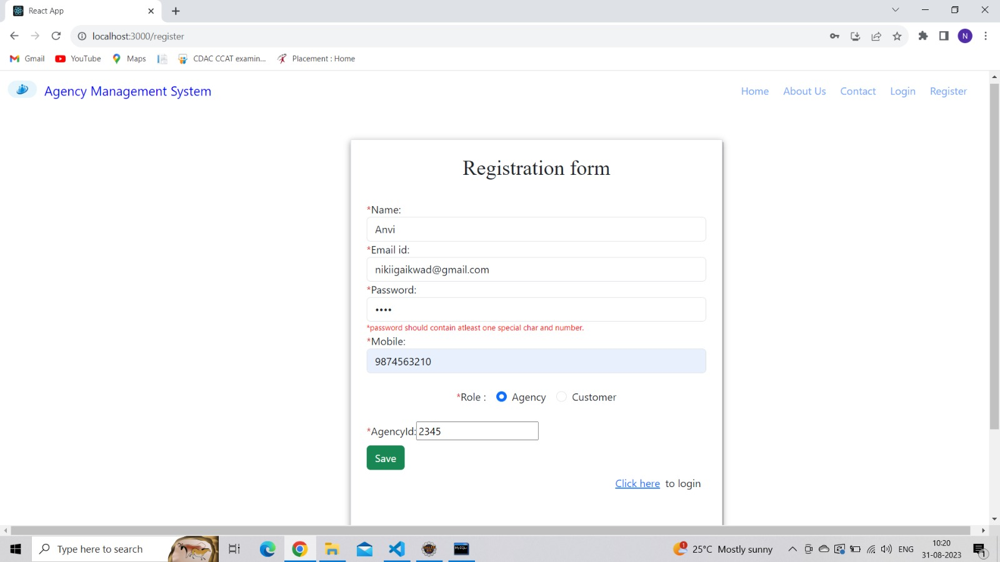 React App
localhost:3000/register
N
Gmail YouTube Maps CDAC CCAT examin... Placement : Home
Agency Management System Home About Us Contact Login Register
Registration form
*Name:
Anvi
*Email id:
nikiigaikwad@gmail.com
*Password:
••••
*password should contain atleast one special char and number.
*Mobile:
9874563210
*Role : Agency Customer
*AgencyId: 2345
Save
Click here to login
Type here to search 1 25°C Mostly sunny ENG 10:20
31-08-2023 1